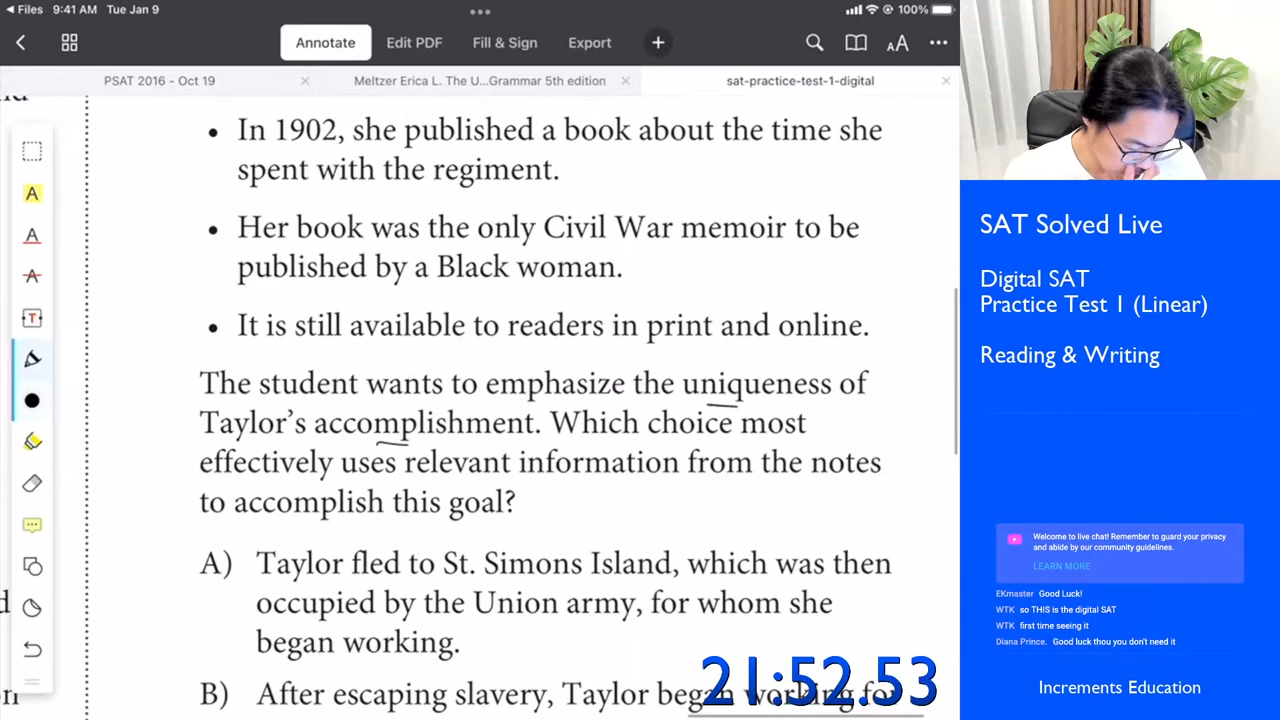 Files 9:41 AM Tue Jan 9 100%
Annotate Edit PDF Fill & Sign Export
PSAT 2016 - Oct 19 Meltzer Erica L. The U...Grammar 5th edition sat-practice-test-1-digital
• In 1902, she published a book about the time she
spent with the regiment.
• Her book was the only Civil War memoir to be
published by a Black woman.
• It is still available to readers in print and online.
The student wants to emphasize the uniqueness of
Taylor's accomplishment. Which choice most
effectively uses relevant information from the notes
to accomplish this goal?
A) Taylor fled to St. Simons Island, which was then
occupied by the Union army, for whom she
began working.
B) After escaping slavery, Taylor began working for
21:52.53
SAT Solved Live
Digital SAT
Practice Test 1 (Linear)
Reading & Writing
Welcome to live chat! Remember to guard your privacy
and abide by our community guidelines.
LEARN MORE
EKmaster Good Luck!
WTK so THIS is the digital SAT
WTK first time seeing it
Diana Prince. Good luck thou you don't need it
Increments Education